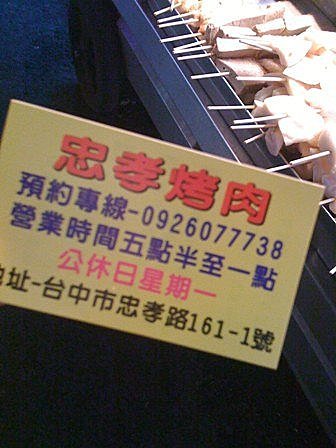 忠孝烤肉
預約專線-0926077738
營業時間五點半至一點
公休日星期一
地址-台中市忠孝路161-1號